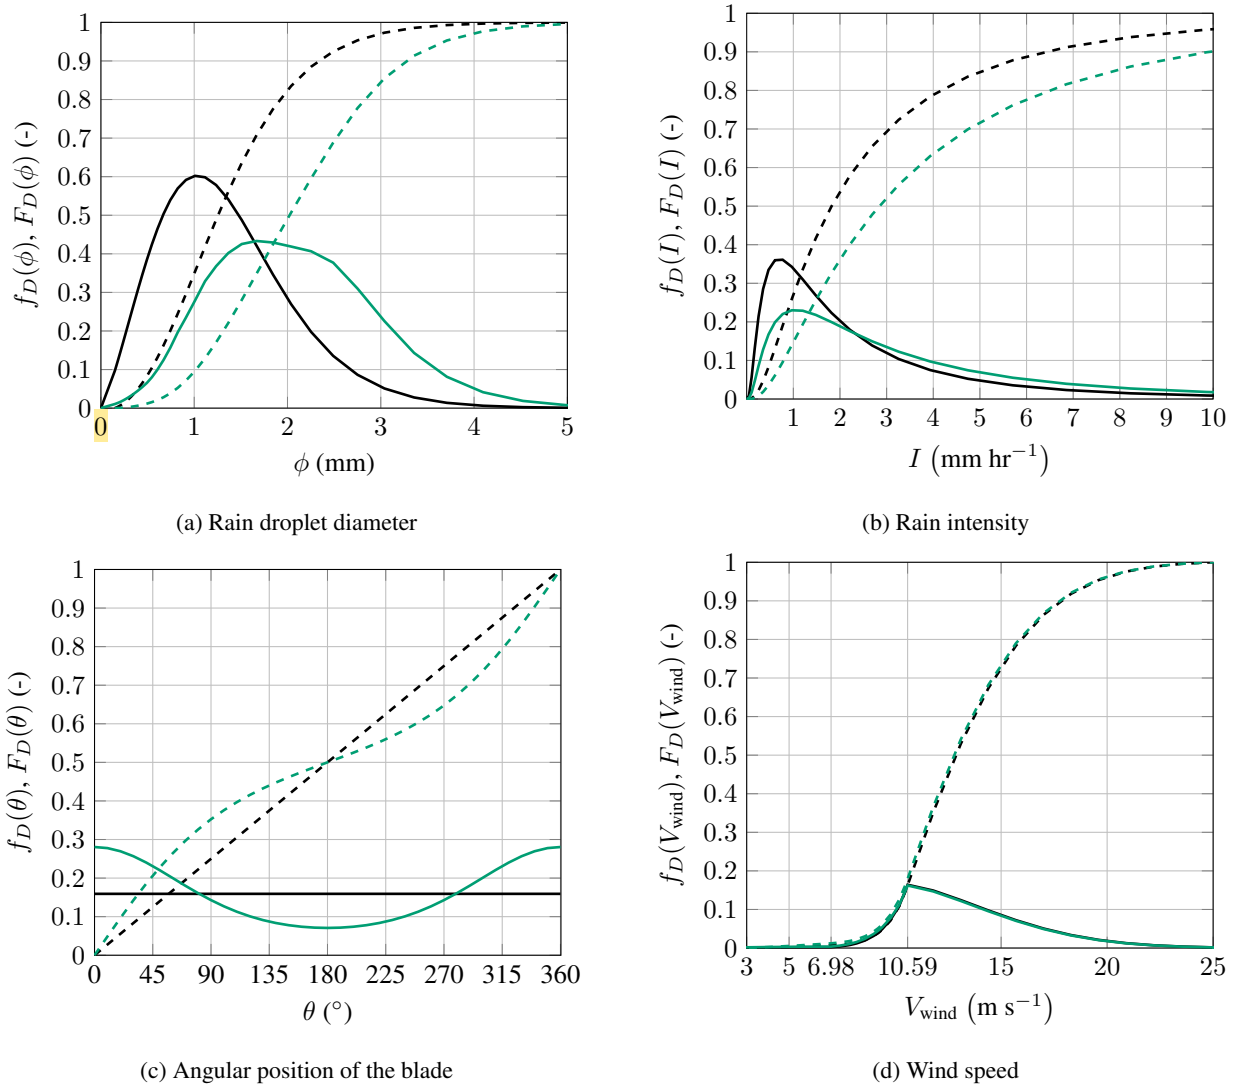 1
0.9
0.8
0.7
0.6
0.5
0.4
0.3
0.2
0.1
0
f_D(ϕ), F_D(ϕ) (-)
0 1 2 3 4 5
ϕ (mm)
(a) Rain droplet diameter
1
0.9
0.8
0.7
0.6
0.5
0.4
0.3
0.2
0.1
0
f_D(I), F_D(I) (-)
1 2 3 4 5 6 7 8 9 10
I (mm hr⁻¹)
(b) Rain intensity
1
0.9
0.8
0.7
0.6
0.5
0.4
0.3
0.2
0.1
0
f_D(θ), F_D(θ) (-)
0 45 90 135 180 225 270 315 360
θ (°)
(c) Angular position of the blade
1
0.9
0.8
0.7
0.6
0.5
0.4
0.3
0.2
0.1
0
f_D(V_wind), F_D(V_wind) (-)
3 5 6.98 10.59 15 20 25
V_wind (m s⁻¹)
(d) Wind speed